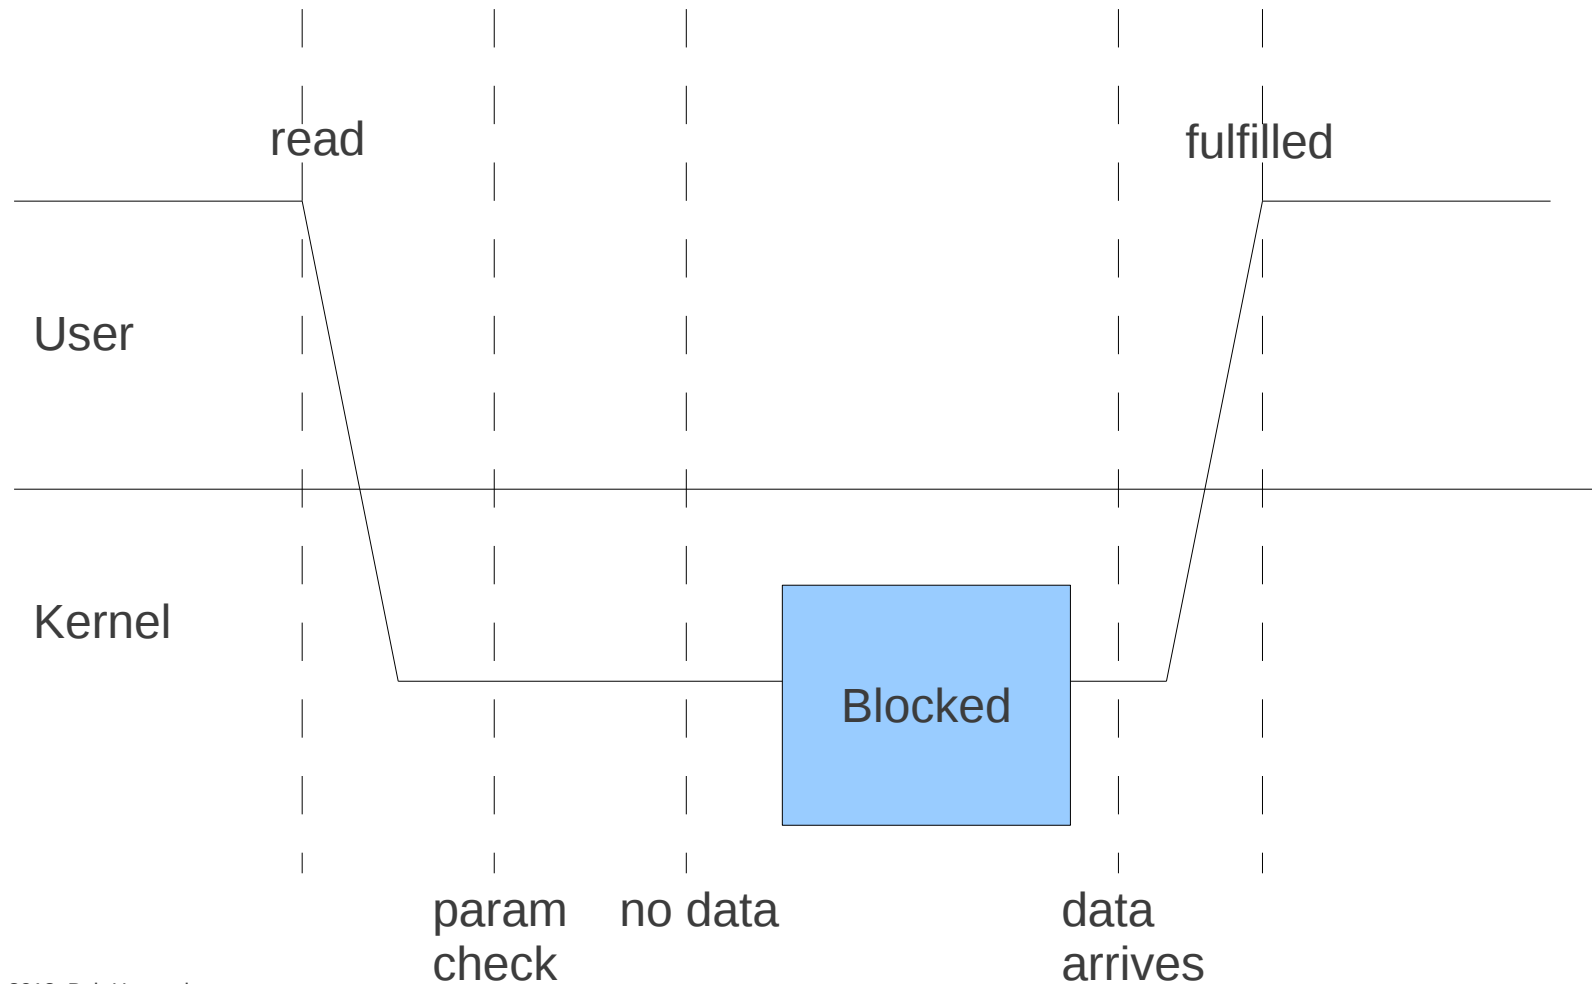 read
fulfilled
User
Kernel
Blocked
param
check
no data
data
arrives